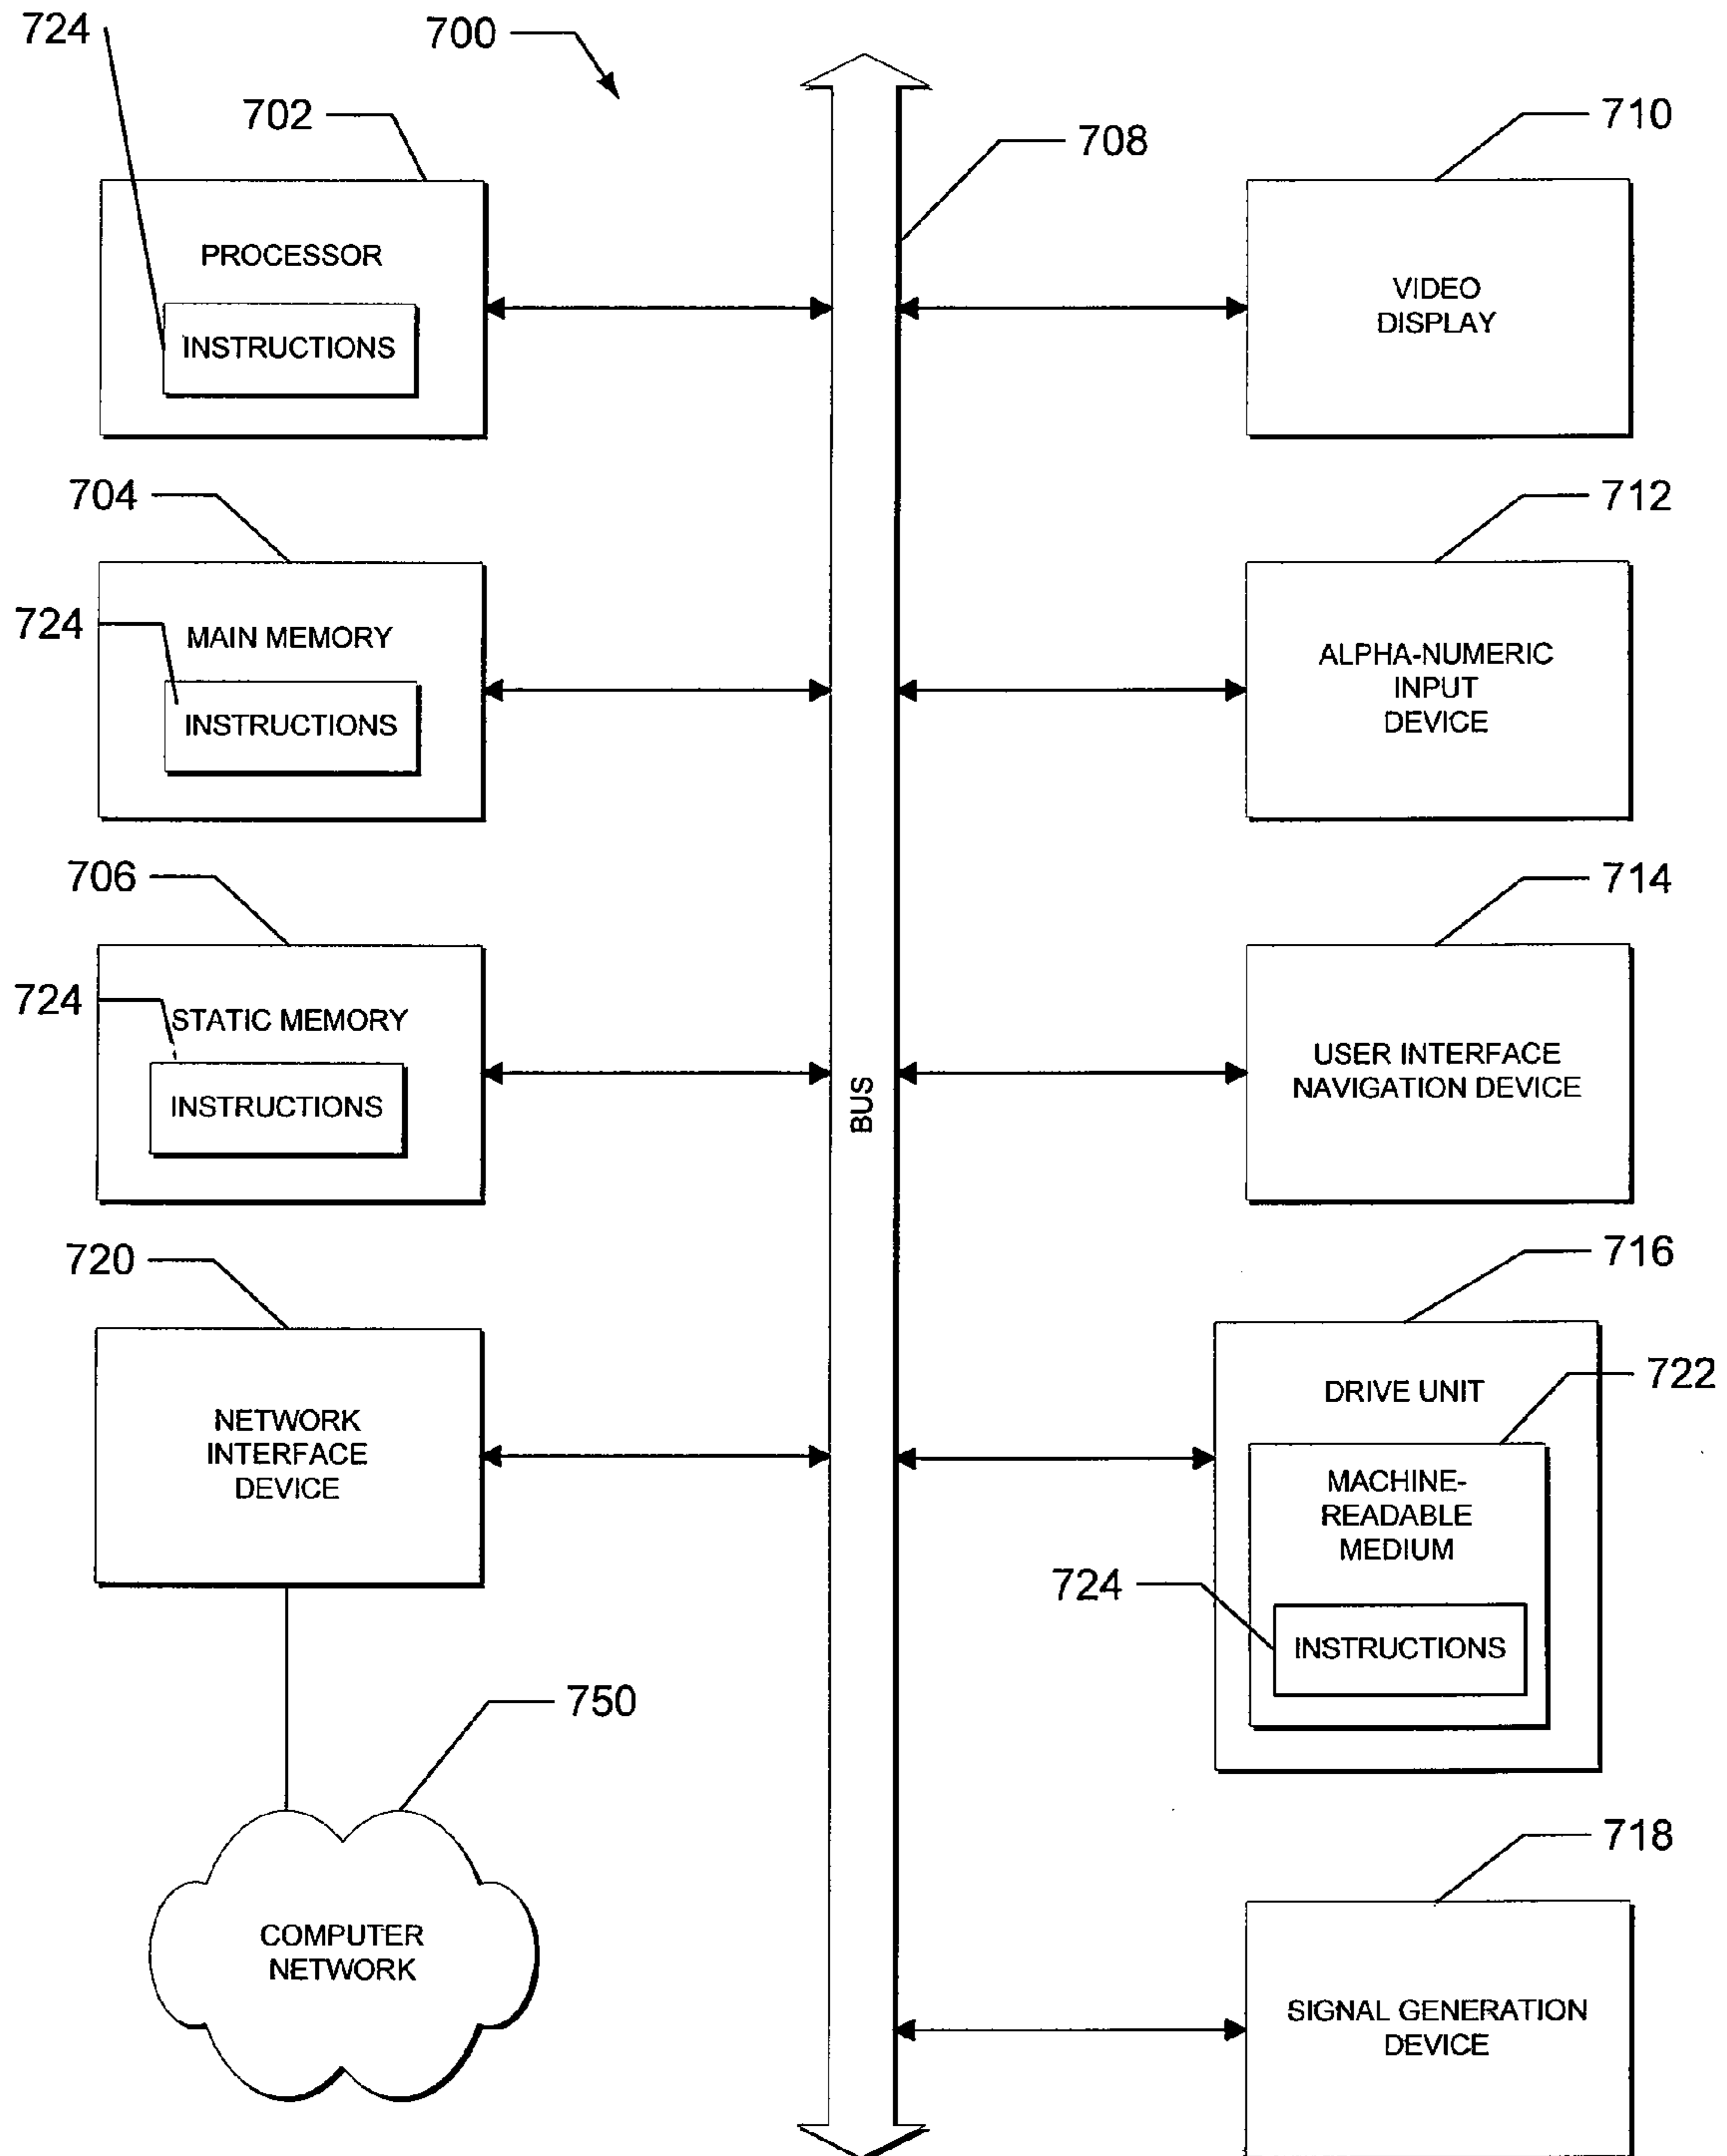 724
700
702
708
710
PROCESSOR
INSTRUCTIONS
VIDEO
DISPLAY
704
712
724
MAIN MEMORY
INSTRUCTIONS
ALPHA-NUMERIC
INPUT
DEVICE
706
714
724
STATIC MEMORY
INSTRUCTIONS
BUS
USER INTERFACE
NAVIGATION DEVICE
720
716
722
NETWORK
INTERFACE
DEVICE
DRIVE UNIT
MACHINE-
READABLE
MEDIUM
724
INSTRUCTIONS
750
718
COMPUTER
NETWORK
SIGNAL GENERATION
DEVICE